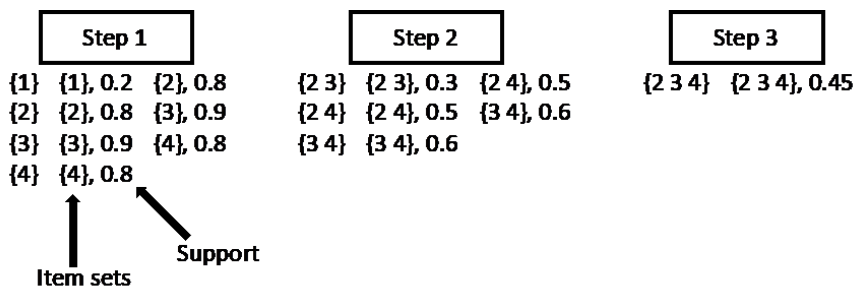 Step 1 Step 2 Step 3
{1} {1}, 0.2 {2}, 0.8 {2 3} {2 3}, 0.3 {2 4}, 0.5 {2 3 4} {2 3 4}, 0.45
{2} {2}, 0.8 {3}, 0.9 {2 4} {2 4}, 0.5 {3 4}, 0.6
{3} {3}, 0.9 {4}, 0.8 {3 4} {3 4}, 0.6
{4} {4}, 0.8
Support
Item sets